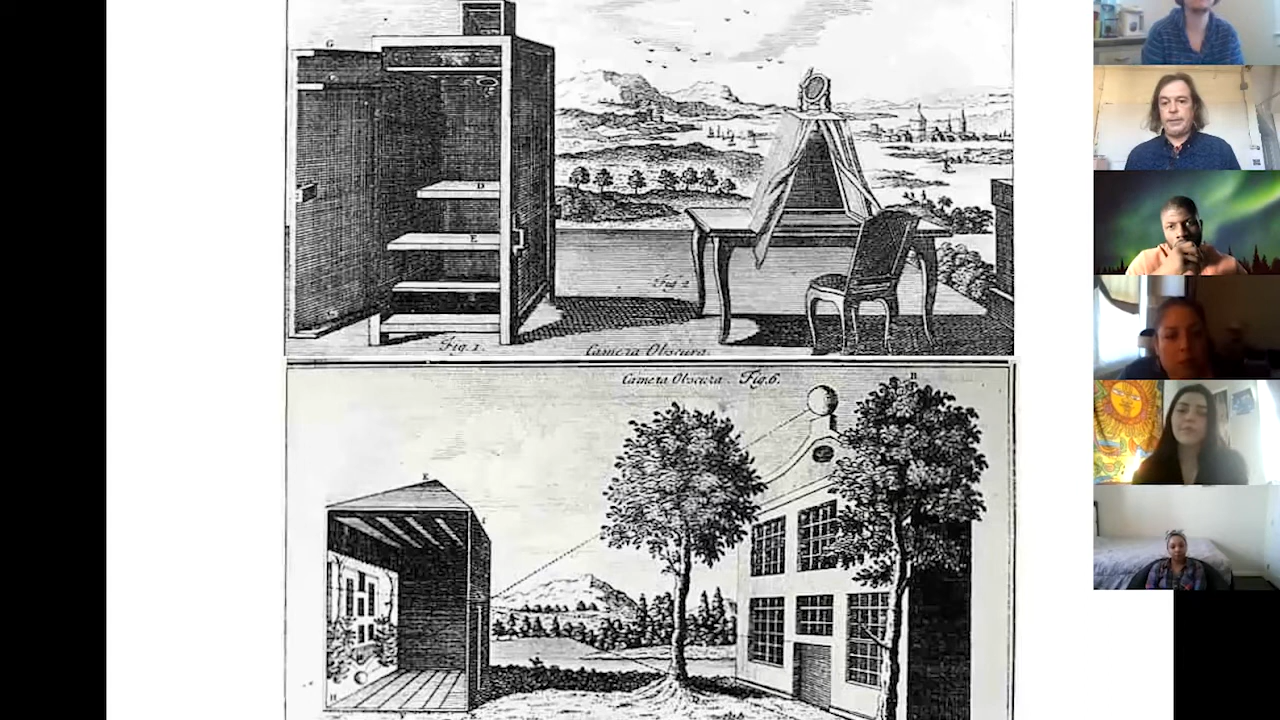 G
D
E
Fig 2
Fig. 1.
Camera Obscura.
Camera Obscura. Fig. 6.
B
E
H